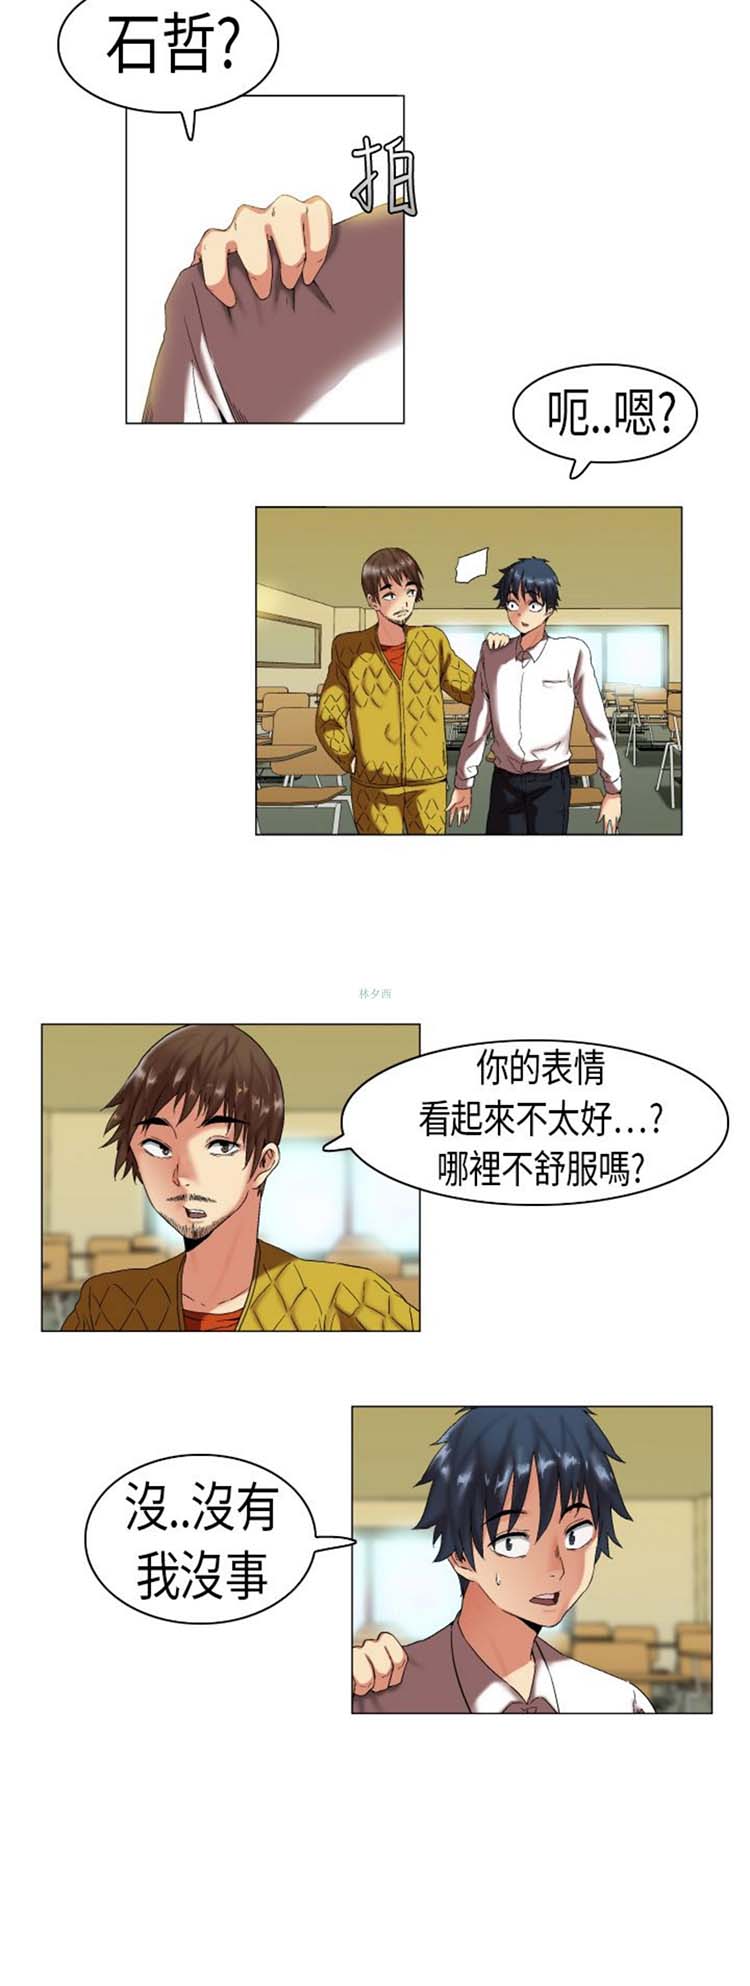 石哲?
拍
呃..嗯?
林夕西
你的表情
看起來不太好...?
哪裡不舒服嗎?
沒..沒有
我沒事